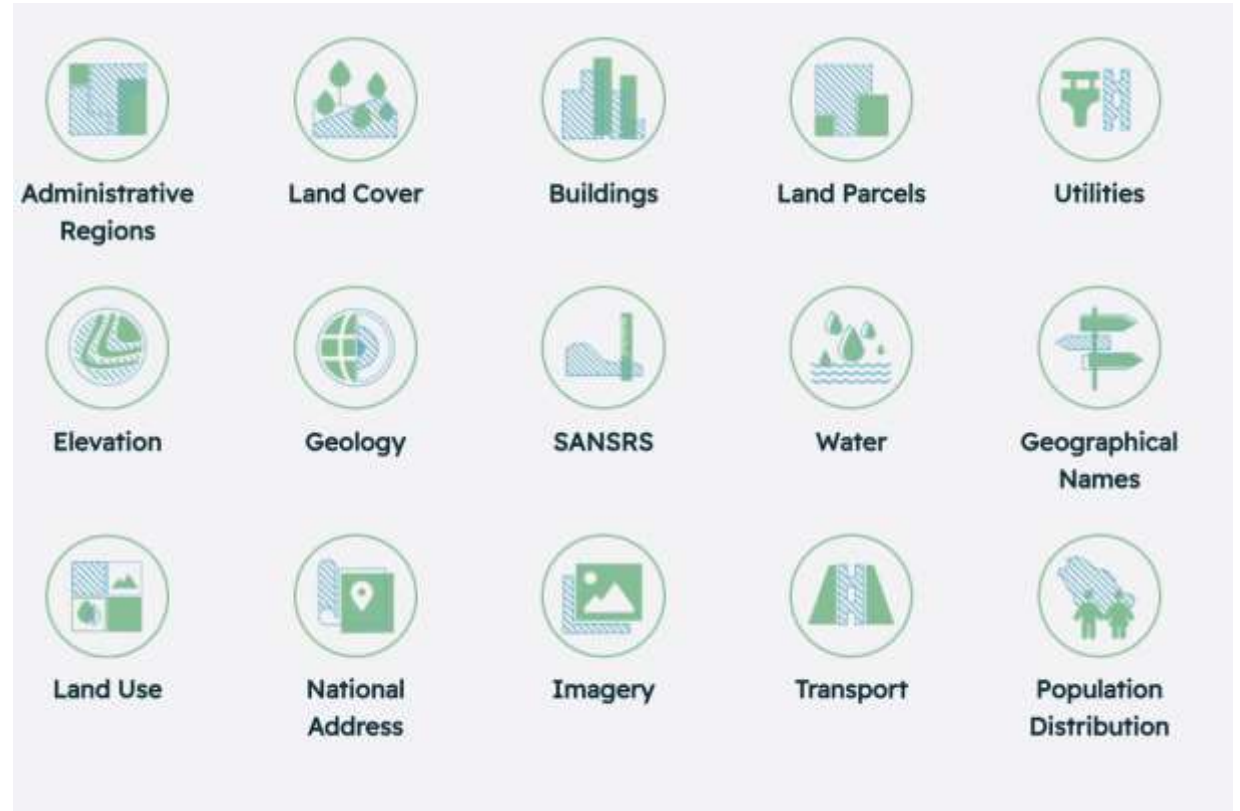 Administrative
Regions
Land Cover
Buildings
Land Parcels
Utilities
Elevation
Geology
SANSRS
Water
Geographical
Names
Land Use
National
Address
Imagery
Transport
Population
Distribution